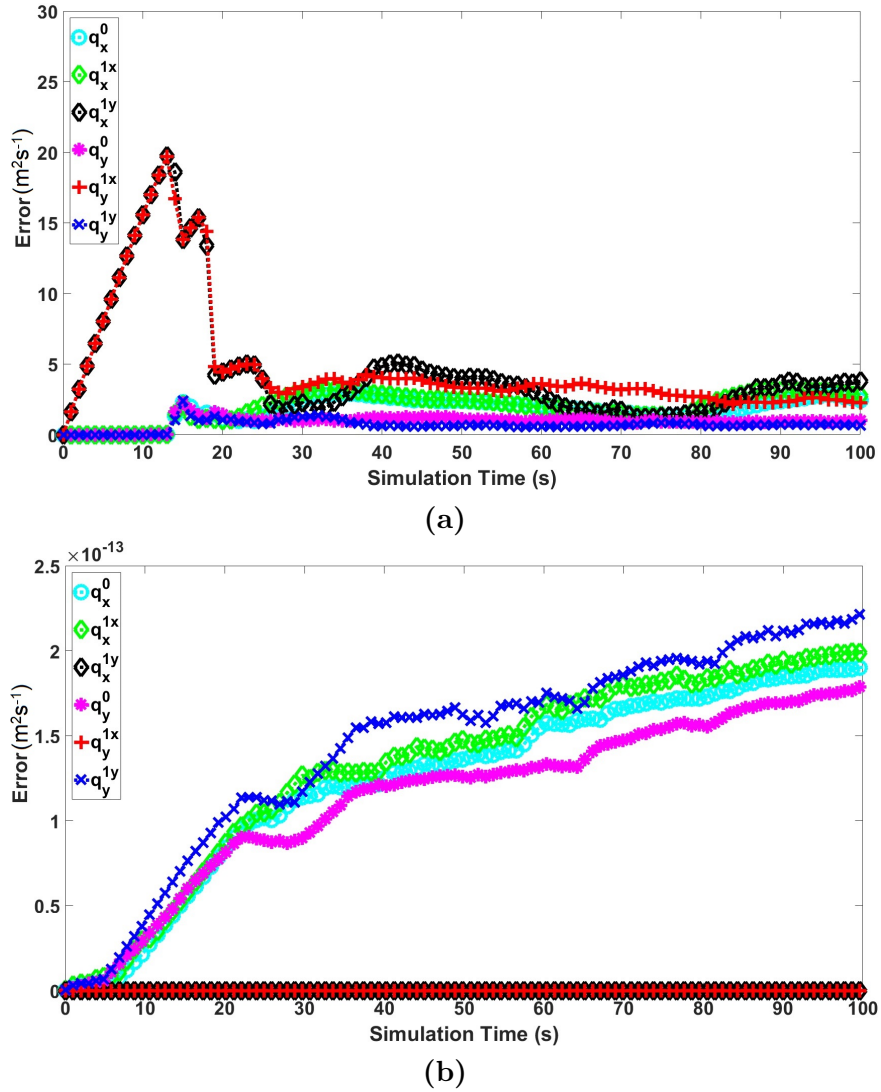 30
25
20
15
10
5
0
Error (m²s⁻¹)
q_x^0
q_x^{1x}
q_x^{1y}
q_y^0
q_y^{1x}
q_y^{1y}
0 10 20 30 40 50 60 70 80 90 100
Simulation Time (s)
(a)
×10⁻¹³
2.5
2
1.5
1
0.5
0
Error (m²s⁻¹)
q_x^0
q_x^{1x}
q_x^{1y}
q_y^0
q_y^{1x}
q_y^{1y}
0 10 20 30 40 50 60 70 80 90 100
Simulation Time (s)
(b)